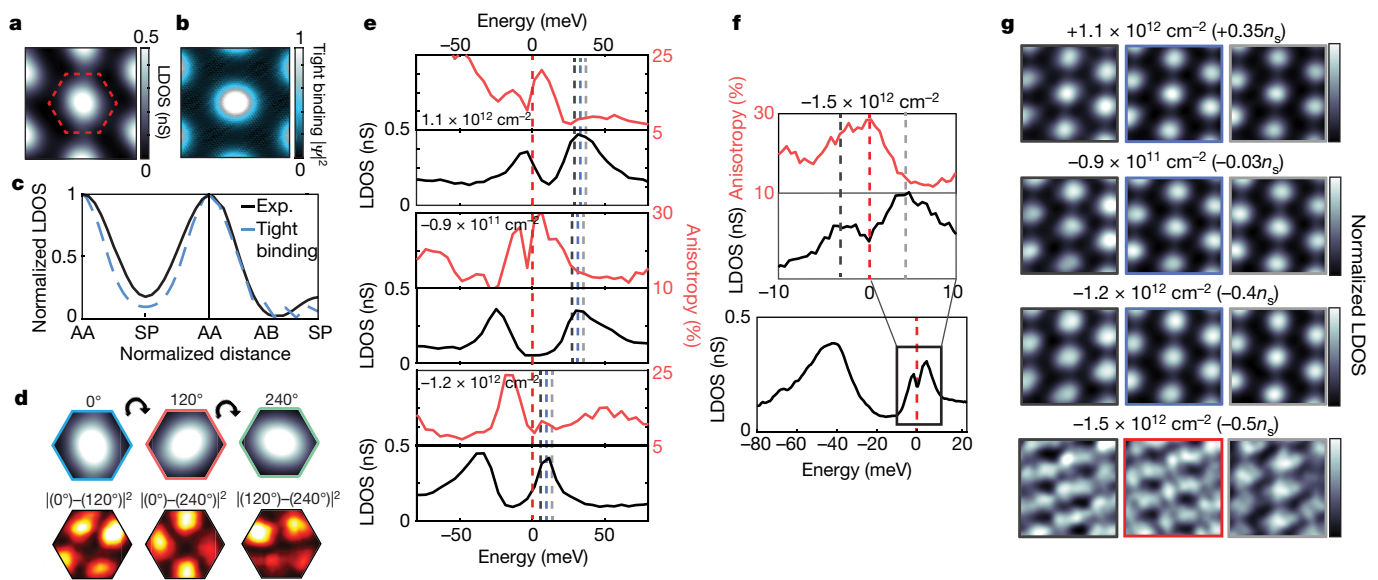 a
0.5
LDOS (nS)
0
b
1
Tight binding |ψ|²
0
c
Normalized LDOS
1
0.5
0
Exp.
Tight
binding
AA SP AA AB SP
Normalized distance
d
0° 120° 240°
|(0°)–(120°)|² |(0°)–(240°)|² |(120°)–(240°)|²
e
Energy (meV)
−50 0 50
25
1.1 × 10¹² cm⁻²
5
0.5
LDOS (nS)
0
30
−0.9 × 10¹¹ cm⁻²
10
Anisotropy (%)
0.5
LDOS (nS)
0
25
−1.2 × 10¹² cm⁻²
5
0.5
LDOS (nS)
0
−50 0 50
Energy (meV)
f
−1.5 × 10¹² cm⁻²
30
Anisotropy (%)
10
LDOS (nS)
−10 0 10
0.5
LDOS (nS)
0
−80 −60 −40 −20 0 20
Energy (meV)
g
+1.1 × 10¹² cm⁻² (+0.35nₛ)
−0.9 × 10¹¹ cm⁻² (−0.03nₛ)
−1.2 × 10¹² cm⁻² (−0.4nₛ)
−1.5 × 10¹² cm⁻² (−0.5nₛ)
Normalized LDOS